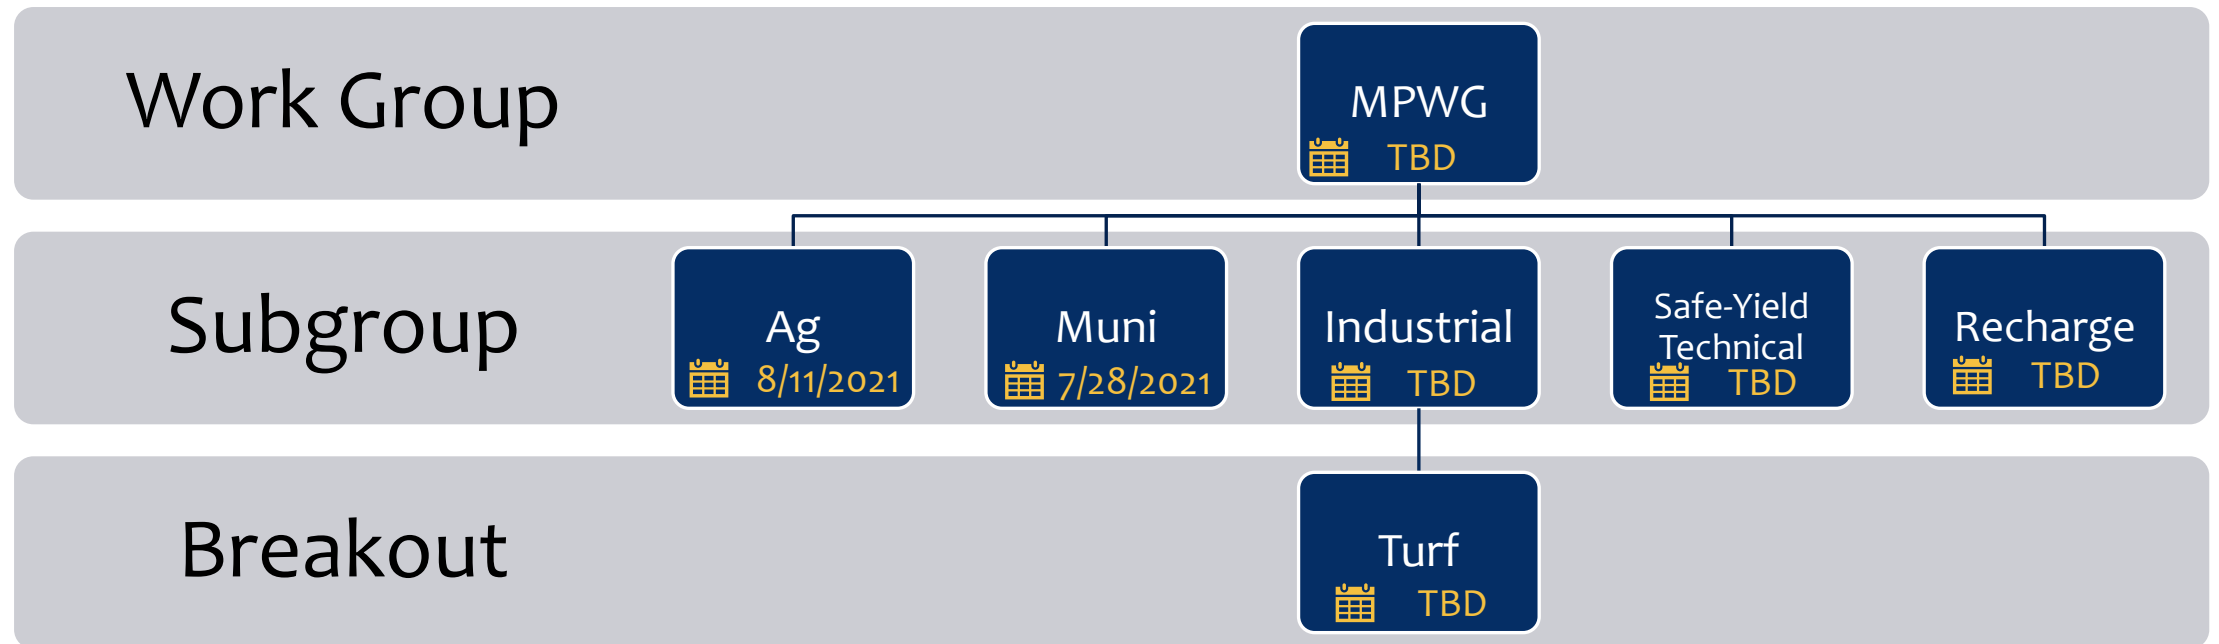 Work Group
MPWG
TBD
Subgroup
Ag
8/11/2021
Muni
7/28/2021
Industrial
TBD
Safe-Yield
Technical
TBD
Recharge
TBD
Breakout
Turf
TBD